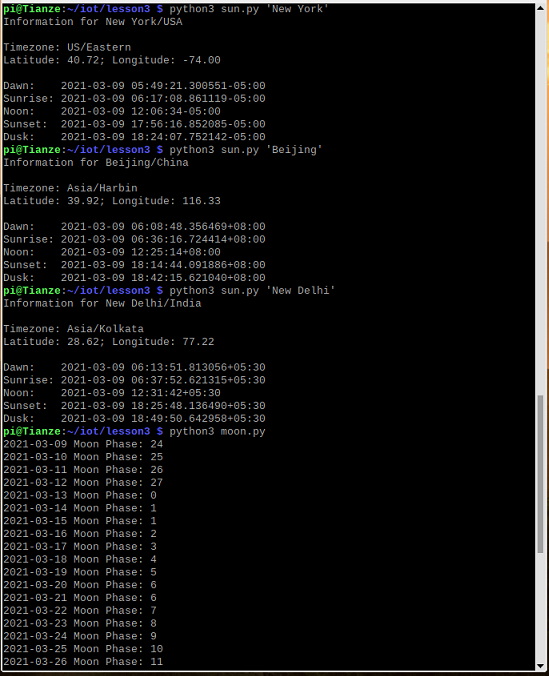 pi@Tianze:~/iot/lesson3 $ python3 sun.py 'New York'
Information for New York/USA
Timezone: US/Eastern
Latitude: 40.72; Longitude: -74.00
Dawn:    2021-03-09 05:49:21.300551-05:00
Sunrise: 2021-03-09 06:17:08.861119-05:00
Noon:    2021-03-09 12:06:34-05:00
Sunset:  2021-03-09 17:56:16.852085-05:00
Dusk:    2021-03-09 18:24:07.752142-05:00
pi@Tianze:~/iot/lesson3 $ python3 sun.py 'Beijing'
Information for Beijing/China
Timezone: Asia/Harbin
Latitude: 39.92; Longitude: 116.33
Dawn:    2021-03-09 06:08:48.356469+08:00
Sunrise: 2021-03-09 06:36:16.724414+08:00
Noon:    2021-03-09 12:25:14+08:00
Sunset:  2021-03-09 18:14:44.091886+08:00
Dusk:    2021-03-09 18:42:15.621040+08:00
pi@Tianze:~/iot/lesson3 $ python3 sun.py 'New Delhi'
Information for New Delhi/India
Timezone: Asia/Kolkata
Latitude: 28.62; Longitude: 77.22
Dawn:    2021-03-09 06:13:51.813056+05:30
Sunrise: 2021-03-09 06:37:52.621315+05:30
Noon:    2021-03-09 12:31:42+05:30
Sunset:  2021-03-09 18:25:48.136490+05:30
Dusk:    2021-03-09 18:49:50.642958+05:30
pi@Tianze:~/iot/lesson3 $ python3 moon.py
2021-03-09 Moon Phase: 24
2021-03-10 Moon Phase: 25
2021-03-11 Moon Phase: 26
2021-03-12 Moon Phase: 27
2021-03-13 Moon Phase: 0
2021-03-14 Moon Phase: 1
2021-03-15 Moon Phase: 1
2021-03-16 Moon Phase: 2
2021-03-17 Moon Phase: 3
2021-03-18 Moon Phase: 4
2021-03-19 Moon Phase: 5
2021-03-20 Moon Phase: 6
2021-03-21 Moon Phase: 6
2021-03-22 Moon Phase: 7
2021-03-23 Moon Phase: 8
2021-03-24 Moon Phase: 9
2021-03-25 Moon Phase: 10
2021-03-26 Moon Phase: 11